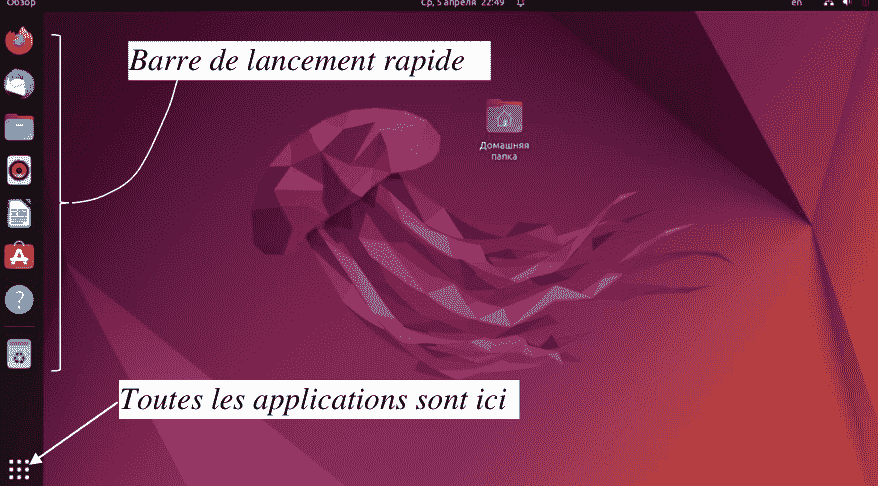 Обзор
Ср, 5 апреля 22:49
en
Barre de lancement rapide
Домашняя
папка
Toutes les applications sont ici